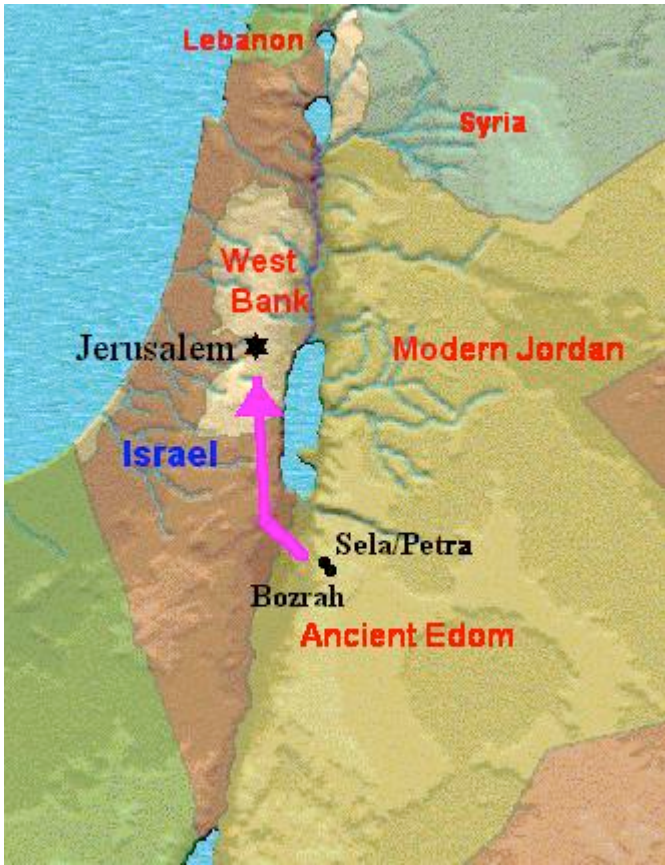 Lebanon
Syria
West
Bank
Jerusalem
Modern Jordan
Israel
Sela/Petra
Bozrah
Ancient Edom